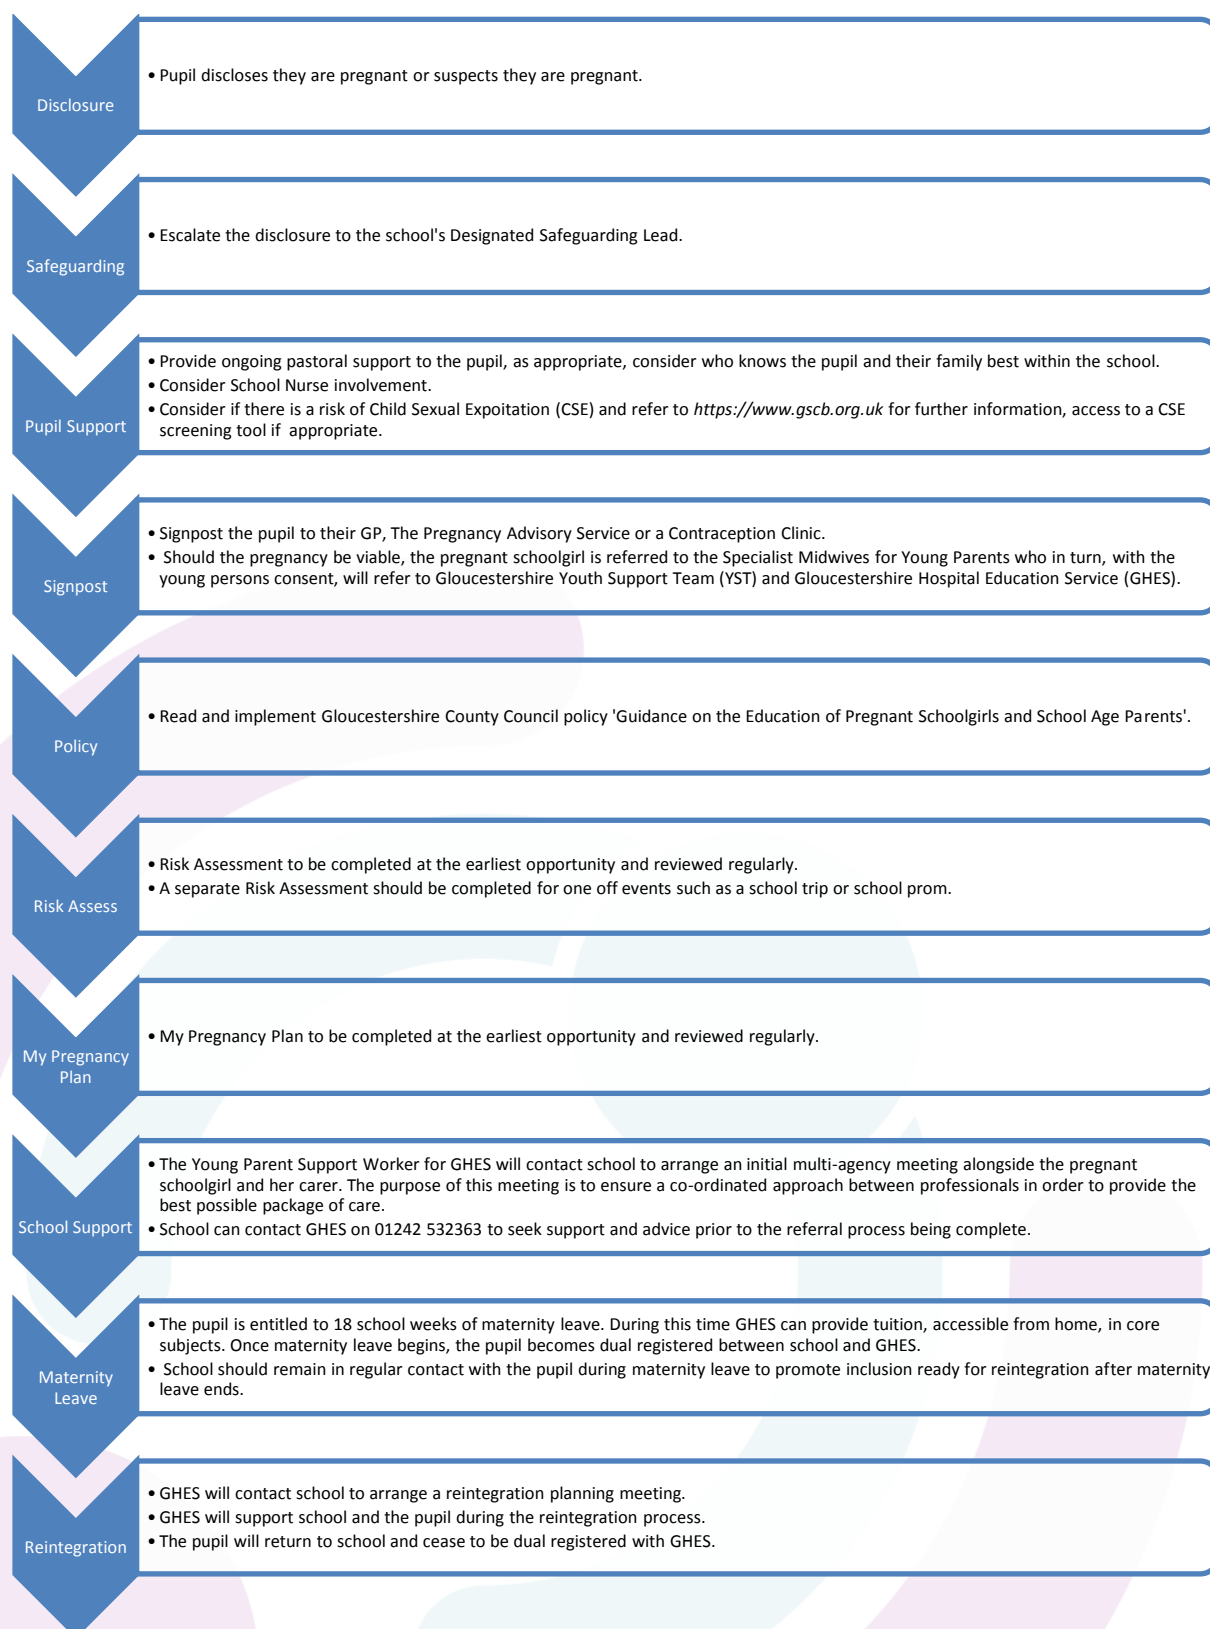 Disclosure
• Pupil discloses they are pregnant or suspects they are pregnant.
Safeguarding
• Escalate the disclosure to the school's Designated Safeguarding Lead.
Pupil Support
• Provide ongoing pastoral support to the pupil, as appropriate, consider who knows the pupil and their family best within the school.
• Consider School Nurse involvement.
• Consider if there is a risk of Child Sexual Expoitation (CSE) and refer to https://www.gscb.org.uk for further information, access to a CSE
screening tool if appropriate.
Signpost
• Signpost the pupil to their GP, The Pregnancy Advisory Service or a Contraception Clinic.
• Should the pregnancy be viable, the pregnant schoolgirl is referred to the Specialist Midwives for Young Parents who in turn, with the
young persons consent, will refer to Gloucestershire Youth Support Team (YST) and Gloucestershire Hospital Education Service (GHES).
Policy
• Read and implement Gloucestershire County Council policy 'Guidance on the Education of Pregnant Schoolgirls and School Age Parents'.
Risk Assess
• Risk Assessment to be completed at the earliest opportunity and reviewed regularly.
• A separate Risk Assessment should be completed for one off events such as a school trip or school prom.
My Pregnancy
Plan
• My Pregnancy Plan to be completed at the earliest opportunity and reviewed regularly.
School Support
• The Young Parent Support Worker for GHES will contact school to arrange an initial multi-agency meeting alongside the pregnant
schoolgirl and her carer. The purpose of this meeting is to ensure a co-ordinated approach between professionals in order to provide the
best possible package of care.
• School can contact GHES on 01242 532363 to seek support and advice prior to the referral process being complete.
Maternity
Leave
• The pupil is entitled to 18 school weeks of maternity leave. During this time GHES can provide tuition, accessible from home, in core
subjects. Once maternity leave begins, the pupil becomes dual registered between school and GHES.
• School should remain in regular contact with the pupil during maternity leave to promote inclusion ready for reintegration after maternity
leave ends.
Reintegration
• GHES will contact school to arrange a reintegration planning meeting.
• GHES will support school and the pupil during the reintegration process.
• The pupil will return to school and cease to be dual registered with GHES.